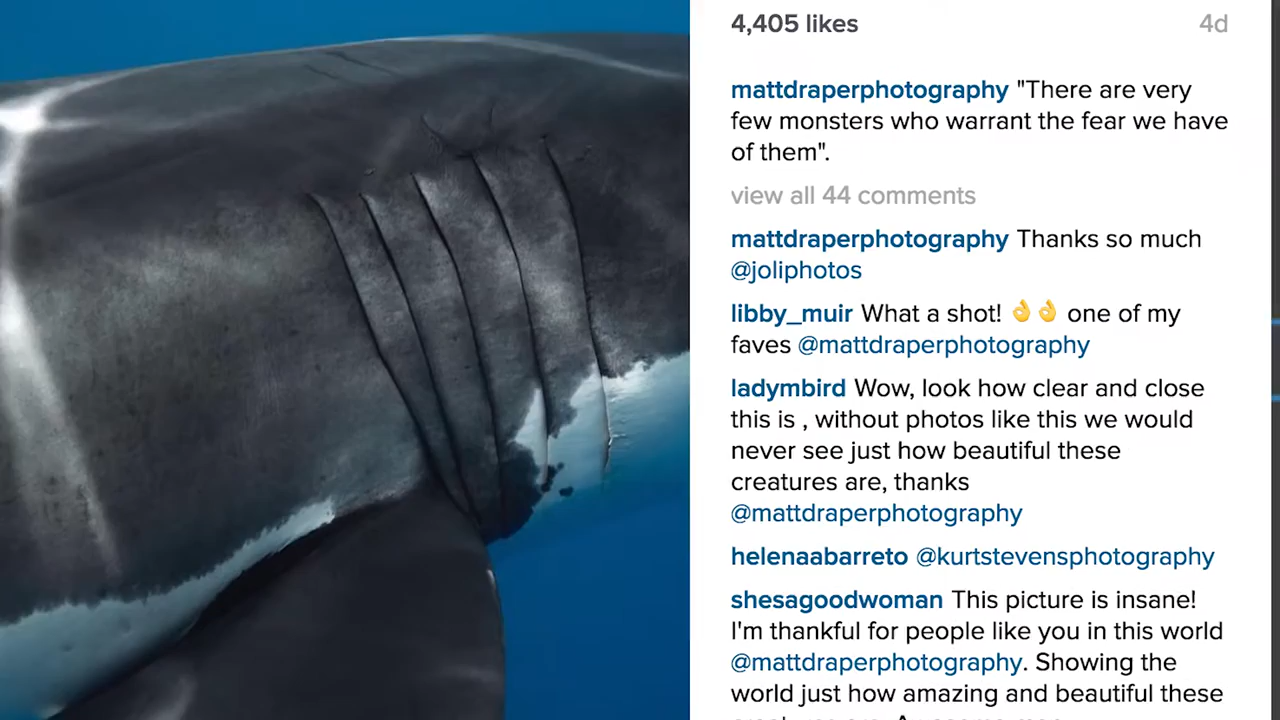 4,405 likes 4d
mattdraperphotography "There are very
few monsters who warrant the fear we have
of them".
view all 44 comments
mattdraperphotography Thanks so much
@joliphotos
libby_muir What a shot! 👌👌 one of my
faves @mattdraperphotography
ladymbird Wow, look how clear and close
this is , without photos like this we would
never see just how beautiful these
creatures are, thanks
@mattdraperphotography
helenaabarreto @kurtstevensphotography
shesagoodwoman This picture is insane!
I'm thankful for people like you in this world
@mattdraperphotography. Showing the
world just how amazing and beautiful these